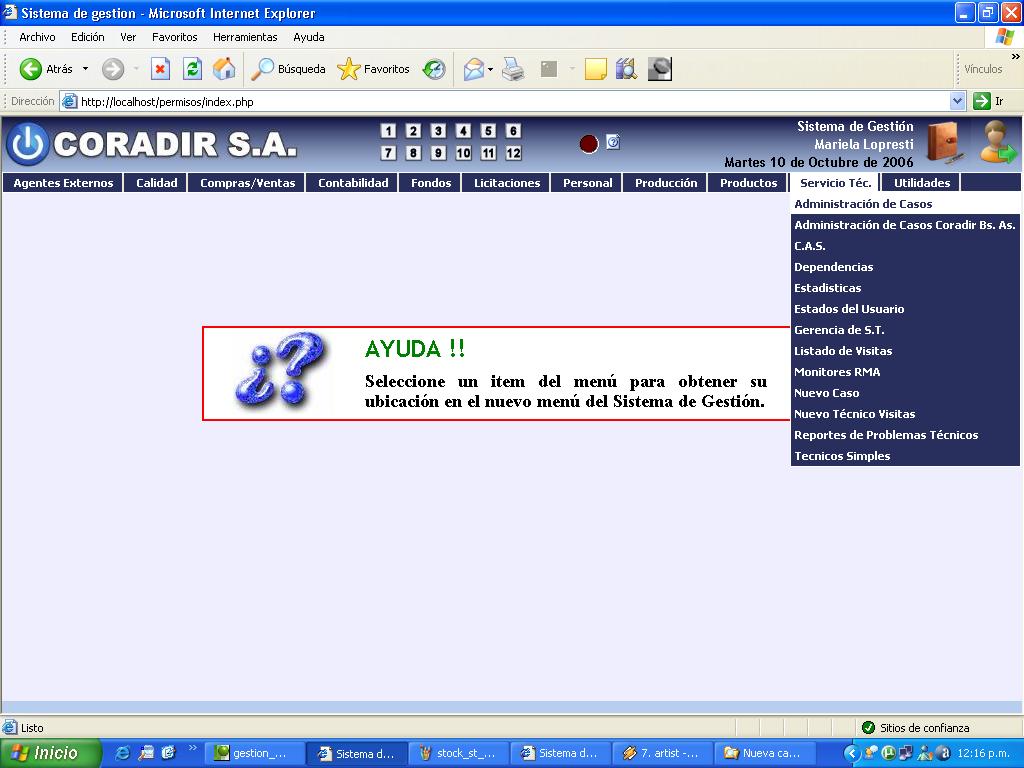 Sistema de gestion - Microsoft Internet Explorer
Archivo Edición Ver Favoritos Herramientas Ayuda
Atrás Búsqueda Favoritos Vínculos
Dirección http://localhost/permisos/index.php Ir
CORADIR S.A.
1 2 3 4 5 6
7 8 9 10 11 12
Sistema de Gestión
Mariela Lopresti
Martes 10 de Octubre de 2006
Agentes Externos Calidad Compras/Ventas Contabilidad Fondos Licitaciones Personal Producción Productos Servicio Téc. Utilidades
Administración de Casos
Administración de Casos Coradir Bs. As.
C.A.S.
Dependencias
Estadisticas
Estados del Usuario
Gerencia de S.T.
Listado de Visitas
Monitores RMA
Nuevo Caso
Nuevo Técnico Visitas
Reportes de Problemas Técnicos
Tecnicos Simples
AYUDA !!
Seleccione un item del menú para obtener su
ubicación en el nuevo menú del Sistema de Gestión.
Listo Sitios de confianza
Inicio gestion_... Sistema d... stock_st_... Sistema d... 7. artist -... Nueva ca... 12:16 p.m.